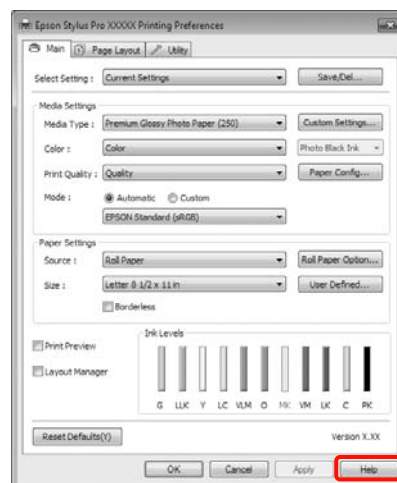 Epson Stylus Pro XXXXX Printing Preferences
Main Page Layout Utility
Select Setting : Current Settings Save/Del...
Media Settings
Media Type : Premium Glossy Photo Paper (250) Custom Settings...
Color : Color Photo Black Ink
Print Quality : Quality Paper Config...
Mode : Automatic Custom
EPSON Standard (sRGB)
Paper Settings
Source : Roll Paper Roll Paper Option...
Size : Letter 8 1/2 x 11 in User Defined...
Borderless
Ink Levels
Print Preview
Layout Manager
G LLK Y LC VLM O MK VM LK C PK
Reset Defaults(Y) Version X.XX
OK Cancel Apply Help